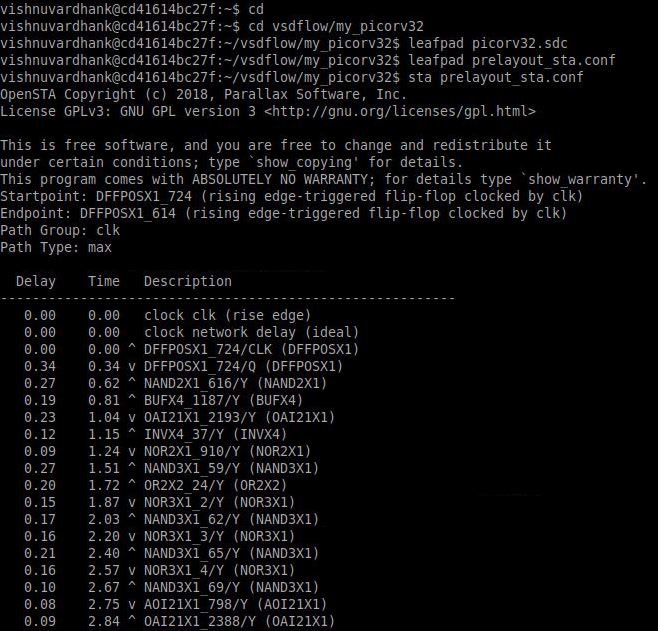 vishnuvardhank@cd41614bc27f:~$ cd
vishnuvardhank@cd41614bc27f:~$ cd vsdflow/my_picorv32
vishnuvardhank@cd41614bc27f:~/vsdflow/my_picorv32$ leafpad picorv32.sdc
vishnuvardhank@cd41614bc27f:~/vsdflow/my_picorv32$ leafpad prelayout_sta.conf
vishnuvardhank@cd41614bc27f:~/vsdflow/my_picorv32$ sta prelayout_sta.conf
OpenSTA Copyright (c) 2018, Parallax Software, Inc.
License GPLv3: GNU GPL version 3 <http://gnu.org/licenses/gpl.html>

This is free software, and you are free to change and redistribute it
under certain conditions; type `show_copying' for details.
This program comes with ABSOLUTELY NO WARRANTY; for details type `show_warranty'.
Startpoint: DFFPOSX1_724 (rising edge-triggered flip-flop clocked by clk)
Endpoint: DFFPOSX1_614 (rising edge-triggered flip-flop clocked by clk)
Path Group: clk
Path Type: max

  Delay    Time   Description
---------------------------------------------------------
   0.00    0.00   clock clk (rise edge)
   0.00    0.00   clock network delay (ideal)
   0.00    0.00 ^ DFFPOSX1_724/CLK (DFFPOSX1)
   0.34    0.34 v DFFPOSX1_724/Q (DFFPOSX1)
   0.27    0.62 ^ NAND2X1_616/Y (NAND2X1)
   0.19    0.81 ^ BUFX4_1187/Y (BUFX4)
   0.23    1.04 v OAI21X1_2193/Y (OAI21X1)
   0.12    1.15 ^ INVX4_37/Y (INVX4)
   0.09    1.24 v NOR2X1_910/Y (NOR2X1)
   0.27    1.51 ^ NAND3X1_59/Y (NAND3X1)
   0.20    1.72 ^ OR2X2_24/Y (OR2X2)
   0.15    1.87 v NOR3X1_2/Y (NOR3X1)
   0.17    2.03 ^ NAND3X1_62/Y (NAND3X1)
   0.16    2.20 v NOR3X1_3/Y (NOR3X1)
   0.21    2.40 ^ NAND3X1_65/Y (NAND3X1)
   0.16    2.57 v NOR3X1_4/Y (NOR3X1)
   0.10    2.67 ^ NAND3X1_69/Y (NAND3X1)
   0.08    2.75 v AOI21X1_798/Y (AOI21X1)
   0.09    2.84 ^ OAI21X1_2388/Y (OAI21X1)